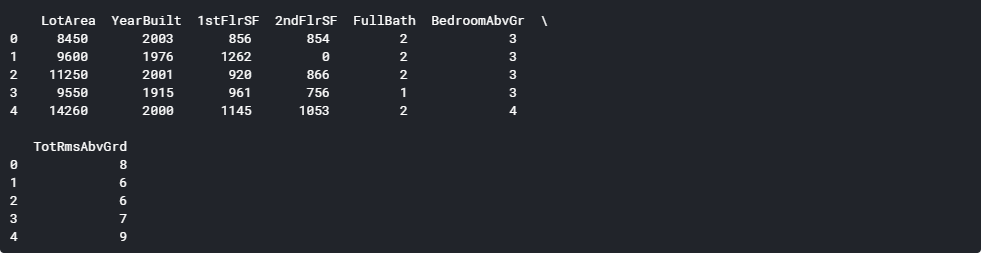 LotArea YearBuilt 1stFlrSF 2ndFlrSF FullBath BedroomAbvGr \
0 8450 2003 856 854 2 3
1 9600 1976 1262 0 2 3
2 11250 2001 920 866 2 3
3 9550 1915 961 756 1 3
4 14260 2000 1145 1053 2 4
TotRmsAbvGrd
0 8
1 6
2 6
3 7
4 9